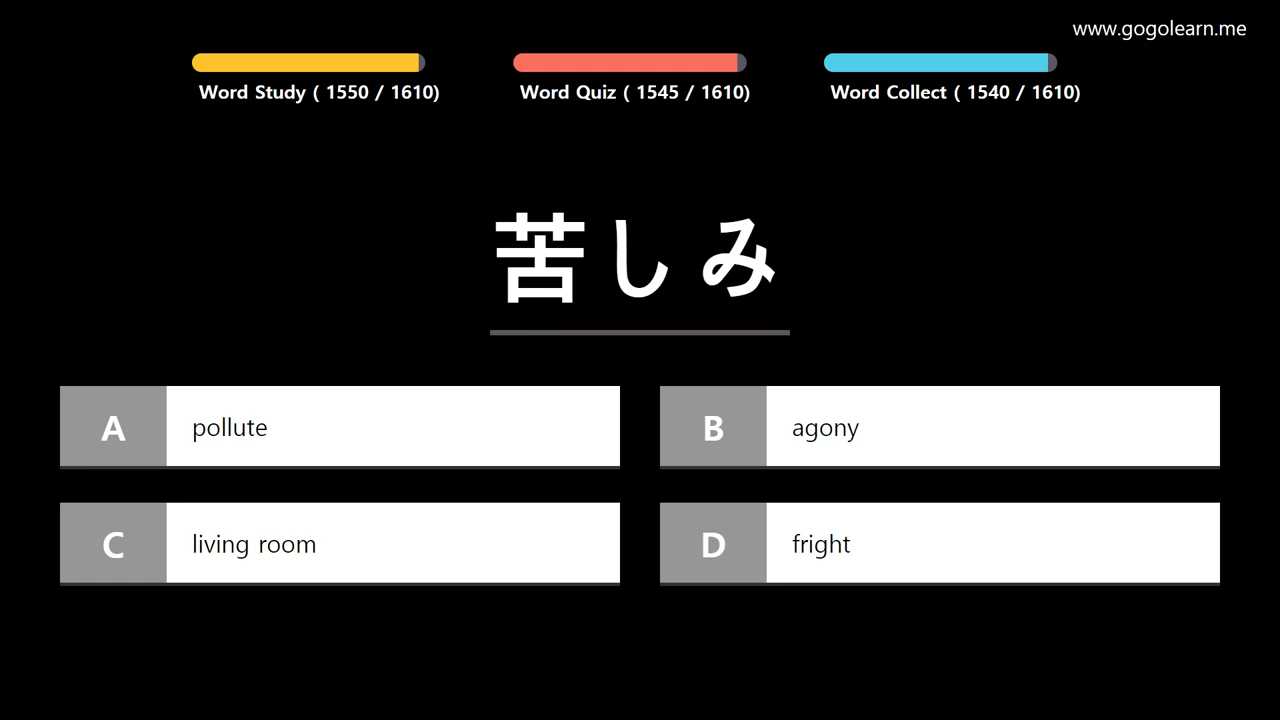 www.gogolearn.me
Word Study ( 1550 / 1610)
Word Quiz ( 1545 / 1610)
Word Collect ( 1540 / 1610)
苦しみ
A pollute
B agony
C living room
D fright